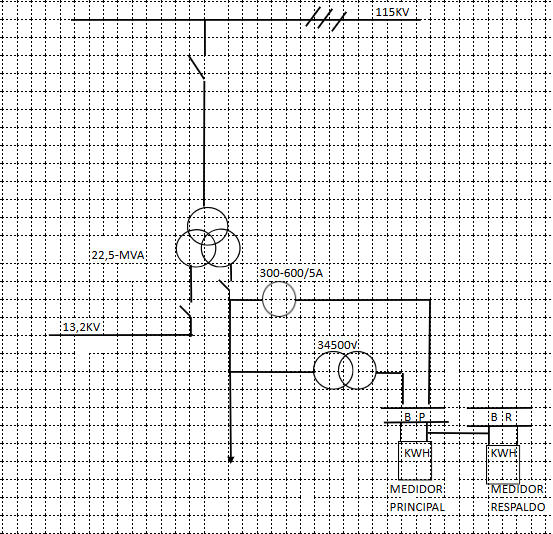 115KV
22,5-MVA
300-600/5A
13,2KV
34500v
B P
B R
KWH
KWH
MEDIDOR
PRINCIPAL
MEDIDOR
RESPALDO